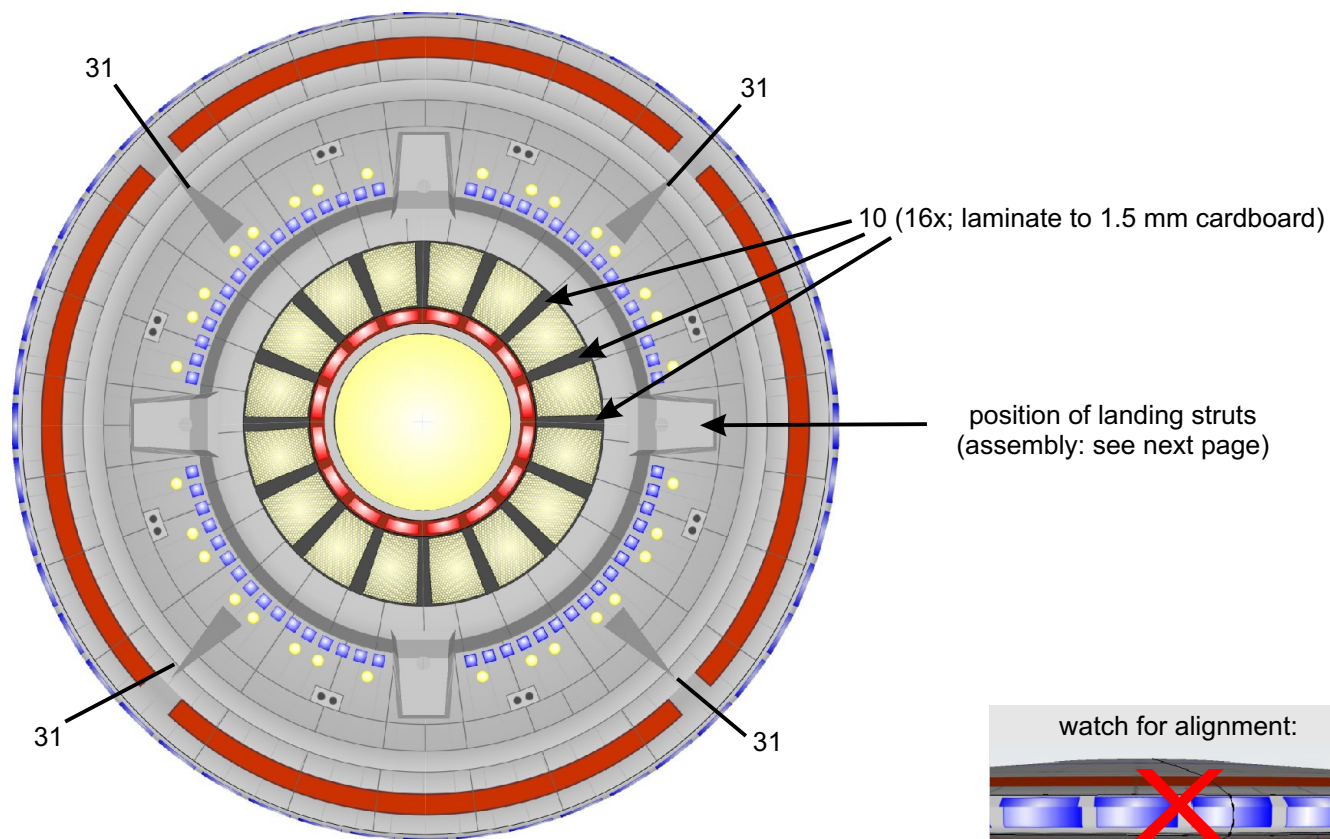 31
31
10 (16x; laminate to 1.5 mm cardboard)
position of landing struts
(assembly: see next page)
31
31
watch for alignment: